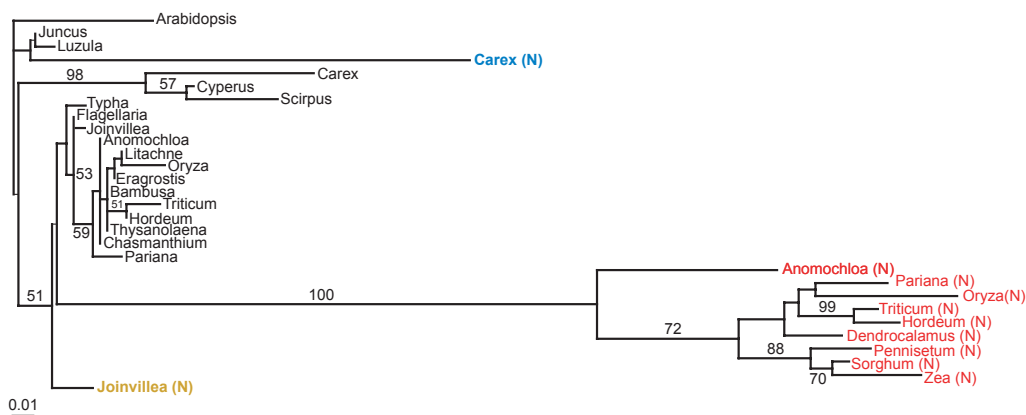 Arabidopsis
Juncus
Luzula
Carex (N)
98
Carex
57
Cyperus
Scirpus
Typha
Flagellaria
Joinvillea
Anomochloa
Litachne
Oryza
53
Eragrostis
Bambusa
51
Triticum
Hordeum
59
Thysanolaena
Chasmanthium
Pariana
51
100
Anomochloa (N)
Pariana (N)
Oryza(N)
99
Triticum (N)
Hordeum (N)
72
Dendrocalamus (N)
88
Pennisetum (N)
Sorghum (N)
70
Zea (N)
Joinvillea (N)
0.01